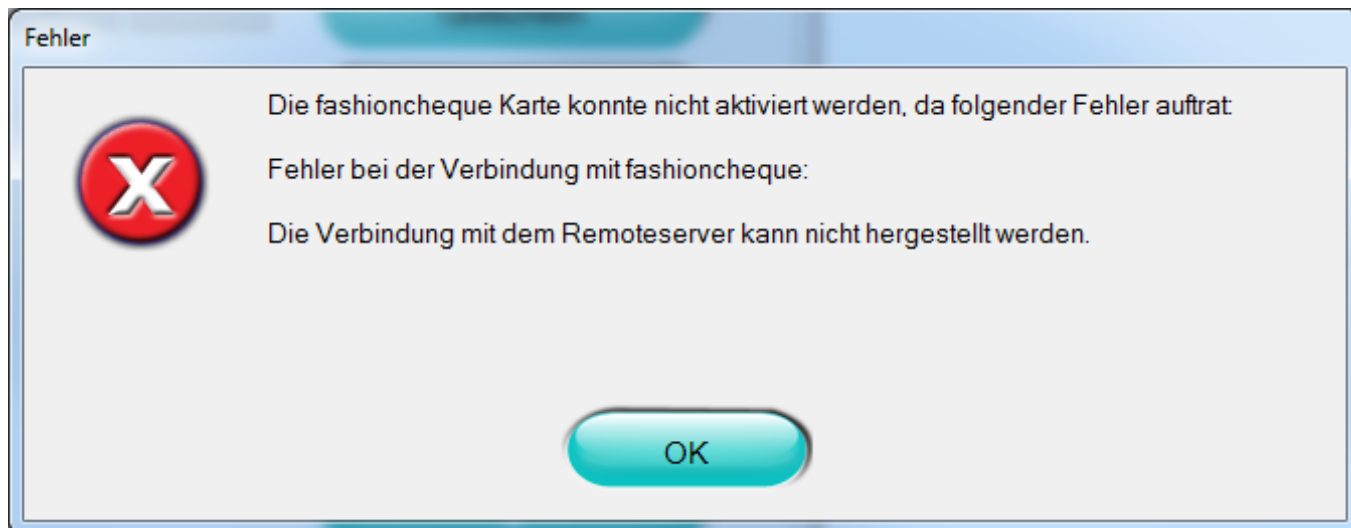 Fehler
Die fashioncheque Karte konnte nicht aktiviert werden, da folgender Fehler auftrat:
Fehler bei der Verbindung mit fashioncheque:
Die Verbindung mit dem Remoteserver kann nicht hergestellt werden.
OK